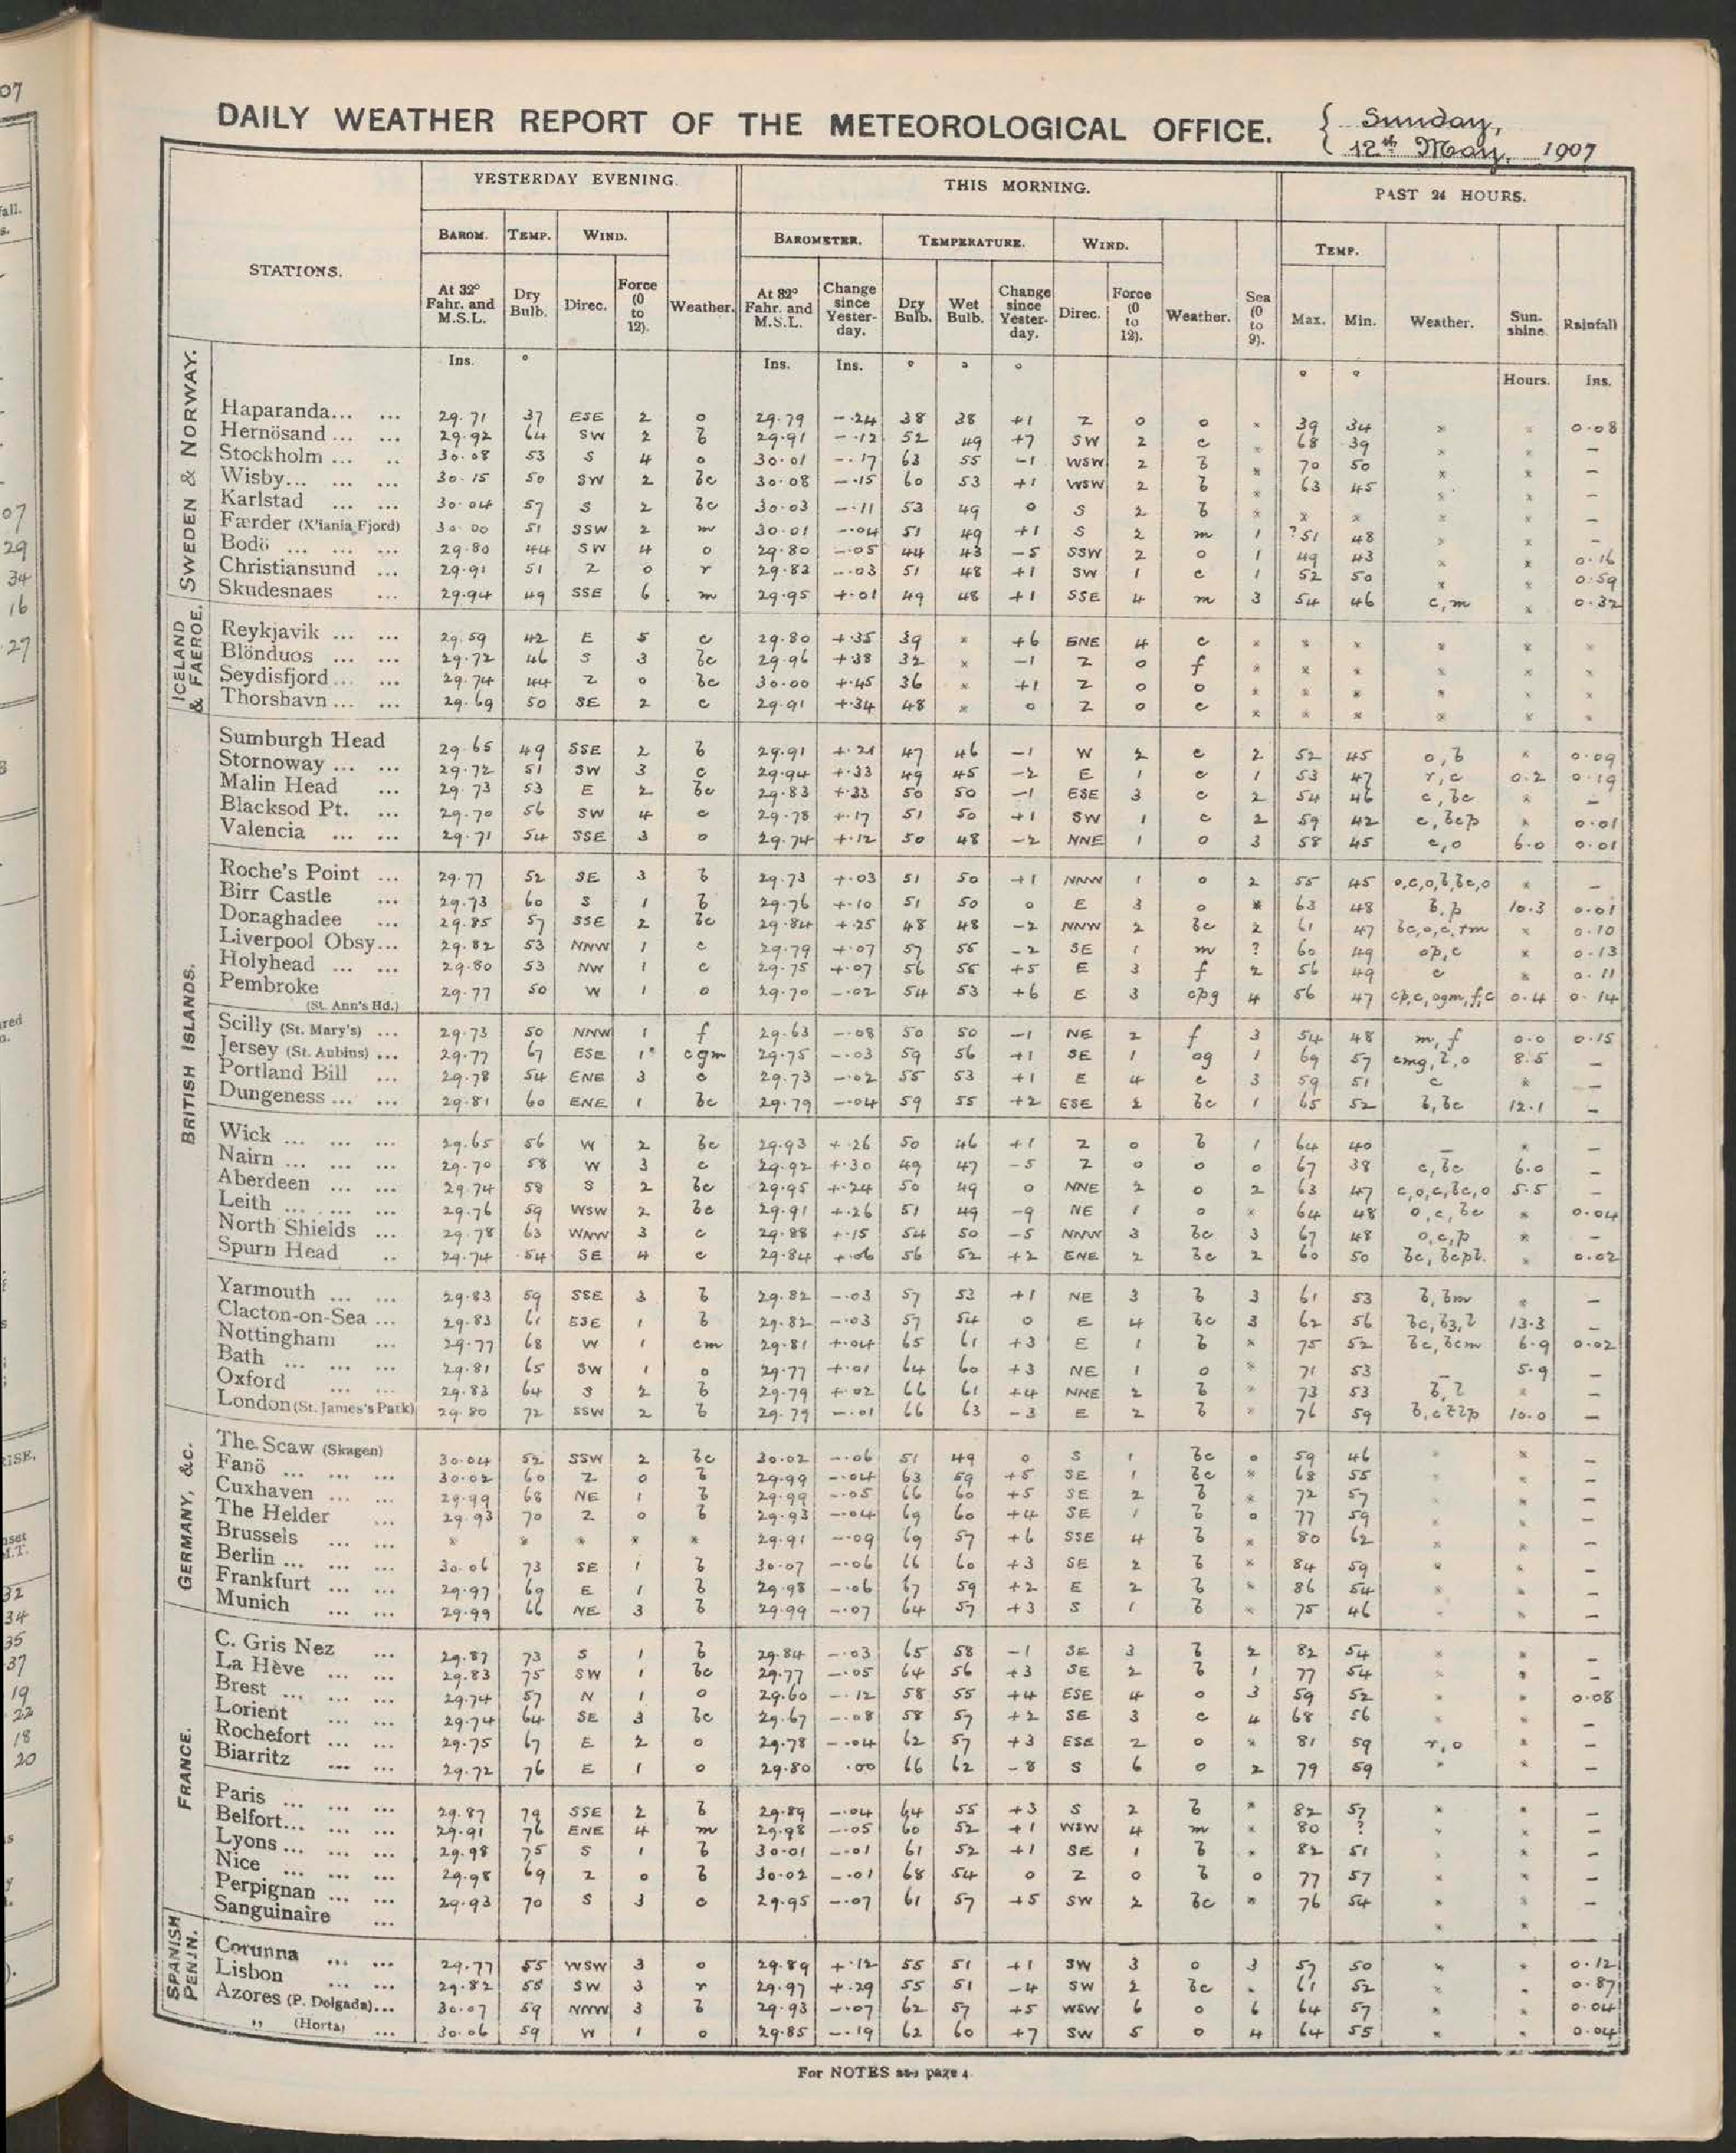 DAILY WEATHER REPORT OF THE METEOROLOGICAL OFFICE. { Sunday,
12th May, 1907
YESTERDAY EVENING. THIS MORNING. PAST 24 HOURS.
BAROM. TEMP. WIND. BAROMETER. TEMPERATURE. WIND. TEMP.
STATIONS. At 32° Fahr. and M.S.L. Dry Bulb. Direc. Force (0 to 12). Weather. At 32° Fahr. and M.S.L. Change since Yesterday. Dry Bulb. Wet Bulb. Change since Yesterday. Direc. Force (0 to 12). Weather. Sea (0 to 9). Max. Min. Weather. Sunshine. Rainfall
Ins. ° Ins. Ins. ° ° ° ° ° Hours. Ins.
SWEDEN & NORWAY.
Haparanda... ... 29.71 37 ESE 2 o 29.79 -.24 38 38 +1 Z 0 o × 39 34 × × 0.08
Hernösand ... ... 29.92 64 SW 2 b 29.91 -.12 52 49 +7 SW 2 c × 68 39 × × –
Stockholm ... .. 30.08 53 S 4 o 30.01 -.17 63 55 -1 WSW 2 b × 70 50 × × –
Wisby... ... ... 30.15 50 SW 2 bc 30.08 -.15 60 53 +1 WSW 2 b × 63 45 × × –
Karlstad ... ... 30.04 57 S 2 bc 30.03 -.11 53 49 0 S 2 b × × × × × –
Færder (X'iania Fjord) 30.00 51 SSW 2 m 30.01 -.04 51 49 +1 S 2 m 1 ?51 48 × × –
Bodö ... ... ... 29.80 44 SW 4 o 29.80 -.05 44 43 -5 SSW 2 o 1 49 43 × × 0.16
Christiansund ... 29.91 51 Z 0 r 29.82 -.03 51 48 +1 SW 1 c 1 52 50 × × 0.59
Skudesnaes ... 29.94 49 SSE 6 m 29.95 +.01 49 48 +1 SSE 4 m 3 54 46 c,m × 0.32
ICELAND & FAEROE.
Reykjavik ... ... 29.59 42 E 5 c 29.80 +.35 39 × +6 ENE 4 c × × × × × ×
Blönduos ... ... 29.72 46 S 3 bc 29.96 +.38 32 × -1 Z 0 f × × × × × ×
Seydisfjord ... ... 29.74 44 Z 0 bc 30.00 +.45 36 × +1 Z 0 o × × × × × ×
Thorshavn ... ... 29.69 50 SE 2 c 29.91 +.34 48 × 0 Z 0 c × × × × × ×
BRITISH ISLANDS.
Sumburgh Head 29.65 49 SSE 2 b 29.91 +.21 47 46 -1 W 2 c 2 52 45 o,b × 0.09
Stornoway ... ... 29.72 51 SW 3 c 29.94 +.33 49 45 -2 E 1 c 1 53 47 r,c 0.2 0.19
Malin Head ... 29.73 53 E 2 bc 29.83 +.33 50 50 -1 ESE 3 c 2 54 46 c,bc × –
Blacksod Pt. ... 29.70 56 SW 4 c 29.78 +.17 51 50 +1 SW 1 c 2 59 42 c,bcp × 0.01
Valencia ... ... 29.71 54 SSE 3 o 29.74 +.12 50 48 -2 NNE 1 o 3 58 45 c,o 6.0 0.01
Roche's Point ... 29.77 52 SE 3 b 29.73 +.03 51 50 +1 NNW 1 o 2 55 45 o,c,o,b,bc,o × –
Birr Castle ... 29.73 60 S 1 b 29.76 +.10 51 50 0 E 3 o × 63 48 b,p 10.3 0.01
Donaghadee ... 29.85 57 SSE 2 bc 29.84 +.25 48 48 -2 NNW 2 bc 2 61 47 bc,o,c,rm × 0.10
Liverpool Obsy... 29.82 53 NNW 1 c 29.79 +.07 57 55 -2 SE 1 m ? 60 49 op,c × 0.13
Holyhead ... ... 29.80 53 NW 1 c 29.75 +.07 56 55 +5 E 3 f 2 56 49 c × 0.11
Pembroke (St. Ann's Hd.) 29.77 50 W 1 o 29.70 -.02 54 53 +6 E 3 cpg 4 56 47 cp,c,ogm,f,c 0.4 0.14
Scilly (St. Mary's) ... 29.73 50 NNW 1 f 29.63 -.08 50 50 -1 NE 2 f 3 54 48 m,f 0.0 0.15
Jersey (St. Aubins) ... 29.77 67 ESE 1 cgm 29.75 -.03 59 56 +1 SE 1 og 1 69 57 cmg,l,o 8.5 –
Portland Bill ... 29.78 54 ENE 3 c 29.73 -.02 55 53 +1 E 4 c 3 59 51 c × –
Dungeness ... ... 29.81 60 ENE 1 bc 29.79 -.04 59 55 +2 ESE 2 bc 1 65 52 b,bc 12.1 –
Wick ... ... ... 29.65 56 W 2 bc 29.93 +.26 50 46 +1 Z 0 b 1 64 40 – × –
Nairn ... ... ... 29.70 58 W 3 c 29.92 +.30 49 47 -5 Z 0 o 0 67 38 c,bc 6.0 –
Aberdeen ... ... 29.74 58 S 2 bc 29.95 +.24 50 49 0 NNE 2 o 2 63 47 c,o,c,bc,o 5.5 –
Leith ... ... ... 29.76 59 WSW 2 bc 29.91 +.26 51 49 -9 NE 1 o × 64 48 o,c,bc × 0.04
North Shields ... 29.78 63 WNW 3 c 29.88 +.15 54 50 -5 NNW 3 bc 3 67 48 o,c,p × –
Spurn Head .. 29.74 54 SE 4 c 29.84 +.06 56 52 +2 ENE 2 bc 2 60 50 bc,bcpl. × 0.02
Yarmouth ... ... 29.83 59 SSE 3 b 29.82 -.03 57 53 +1 NE 3 b 3 61 53 b,bm × –
Clacton-on-Sea ... 29.83 61 ESE 1 b 29.82 -.03 57 54 0 E 4 bc 3 62 56 13.3 –
Nottingham ... 29.77 68 W 1 cm 29.81 +.04 65 61 +3 E 1 b × 75 52 bc,bcm 6.9 0.02
Bath ... ... ... 29.81 65 SW 1 o 29.77 +.01 64 60 +3 NE 1 o × 71 53 – 5.9 –
Oxford ... ... 29.83 64 S 2 b 29.79 +.02 66 61 +4 NNE 2 b × 73 53 b,l × –
London (St. James's Park) 29.80 72 SSW 2 b 29.79 -.01 66 63 -3 E 2 b × 76 59 10.0 –
GERMANY, &c.
The Scaw (Skagen) 30.04 52 SSW 2 bc 30.02 -.06 51 49 0 S 1 bc 0 59 46 × × –
Fanö ... ... ... 30.02 60 Z 0 b 29.99 -.04 63 59 +5 SE 1 bc × 68 55 × × –
Cuxhaven ... ... 29.99 68 NE 1 b 29.99 -.05 66 60 +5 SE 2 b × 72 57 × × –
The Helder ... 29.93 70 Z 0 b 29.93 -.04 69 60 +4 SE 1 b 0 77 59 × × –
Brussels ... ... × × × × × 29.91 -.09 69 57 +6 SSE 4 b × 80 62 × × –
Berlin ... ... ... 30.06 73 SE 1 b 30.07 -.06 66 60 +3 SE 2 b × 84 59 × × –
Frankfurt ... ... 29.97 69 E 1 b 29.98 -.06 67 59 +2 E 2 b × 86 54 × × –
Munich ... ... 29.99 66 NE 3 b 29.99 -.07 64 57 +3 S 1 b × 75 46 × × –
FRANCE.
C. Gris Nez ... 29.87 73 S 1 b 29.84 -.03 65 58 -1 SE 3 b 2 82 54 × × –
La Hève ... ... 29.83 75 SW 1 bc 29.77 -.05 64 56 +3 SE 2 b 1 77 54 × × –
Brest ... ... ... 29.74 57 N 1 o 29.60 -.12 58 55 +4 ESE 4 o 3 59 52 × × 0.08
Lorient ... ... 29.74 64 SE 3 bc 29.67 -.08 58 57 +2 SE 3 c 4 68 56 × × –
Rochefort ... ... 29.75 67 E 2 o 29.78 -.04 62 57 +3 ESE 2 o × 81 59 r,o × –
Biarritz ... ... 29.72 76 E 1 o 29.80 .00 66 62 -8 S 6 o 2 79 59 × × –
Paris ... ... ... 29.87 79 SSE 2 b 29.89 -.04 64 55 +3 S 2 b × 82 57 × × –
Belfort... ... ... 29.91 76 ENE 4 m 29.98 -.05 60 52 +1 WSW 4 m × 80 ? × × –
Lyons ... ... ... 29.98 75 S 1 b 30.01 -.01 61 52 +1 SE 1 b × 82 51 × × –
Nice ... ... ... 29.98 69 Z 0 b 30.02 -.01 68 54 0 Z 0 b 0 77 57 × × –
Perpignan ... ... 29.93 70 S 3 o 29.95 -.07 61 57 +5 SW 2 bc × 76 54 × × –
Sanguinaire ... × ×
SPANISH PENIN.
Corunna ... ... 29.77 55 WSW 3 o 29.89 +.12 55 51 +1 SW 3 o 3 57 50 × × 0.12
Lisbon ... ... 29.82 55 SW 3 r 29.97 +.29 55 51 -4 SW 2 bc × 61 52 × × 0.87
Azores (P. Delgada)... 30.07 59 NNW 3 b 29.93 -.07 62 57 +5 WSW 6 o 6 64 57 × × 0.04
,, (Horta) ... 30.06 59 W 1 o 29.85 -.19 62 60 +7 SW 5 o 4 64 55 × × 0.04
For NOTES see page 4